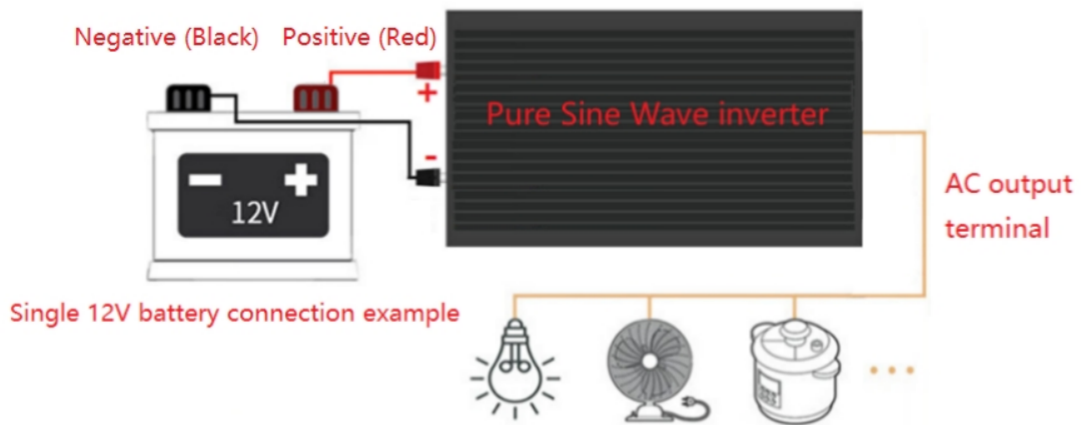 Negative (Black) Positive (Red)
+
Pure Sine Wave inverter
-
12V
AC output
terminal
Single 12V battery connection example